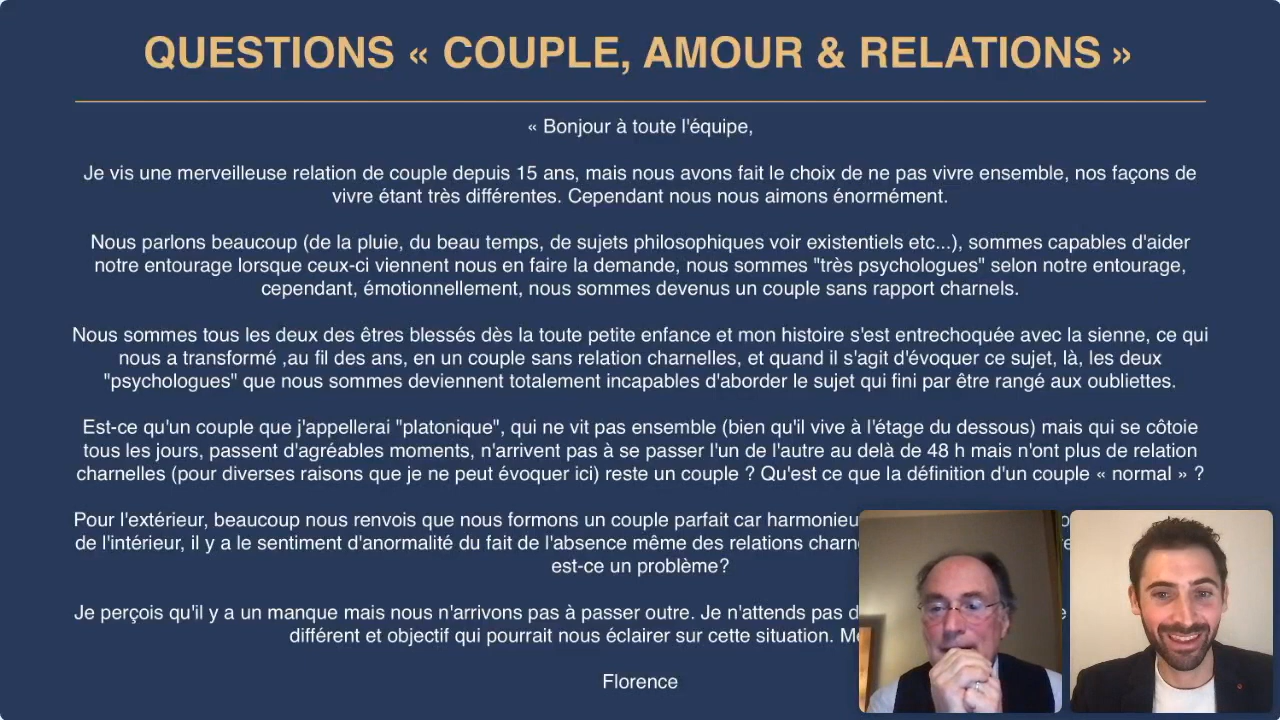 QUESTIONS « COUPLE, AMOUR & RELATIONS »
« Bonjour à toute l'équipe,
Je vis une merveilleuse relation de couple depuis 15 ans, mais nous avons fait le choix de ne pas vivre ensemble, nos façons de
vivre étant très différentes. Cependant nous nous aimons énormément.
Nous parlons beaucoup (de la pluie, du beau temps, de sujets philosophiques voir existentiels etc...), sommes capables d'aider
notre entourage lorsque ceux-ci viennent nous en faire la demande, nous sommes "très psychologues" selon notre entourage,
cependant, émotionnellement, nous sommes devenus un couple sans rapport charnels.
Nous sommes tous les deux des êtres blessés dès la toute petite enfance et mon histoire s'est entrechoquée avec la sienne, ce qui
nous a transformé ,au fil des ans, en un couple sans relation charnelles, et quand il s'agit d'évoquer ce sujet, là, les deux
"psychologues" que nous sommes deviennent totalement incapables d'aborder le sujet qui fini par être rangé aux oubliettes.
Est-ce qu'un couple que j'appellerai "platonique", qui ne vit pas ensemble (bien qu'il vive à l'étage du dessous) mais qui se côtoie
tous les jours, passent d'agréables moments, n'arrivent pas à se passer l'un de l'autre au delà de 48 h mais n'ont plus de relation
charnelles (pour diverses raisons que je ne peut évoquer ici) reste un couple ? Qu'est ce que la définition d'un couple « normal » ?
Pour l'extérieur, beaucoup nous renvois que nous formons un couple parfait car
de l'intérieur, il y a le sentiment d'anormalité du fait de l'absence même des relations
est-ce un problème?
Je perçois qu'il y a un manque mais nous n'arrivons pas à passer outre. Je n'attends pas
différent et objectif qui pourrait nous éclairer sur cette situation.
Florence